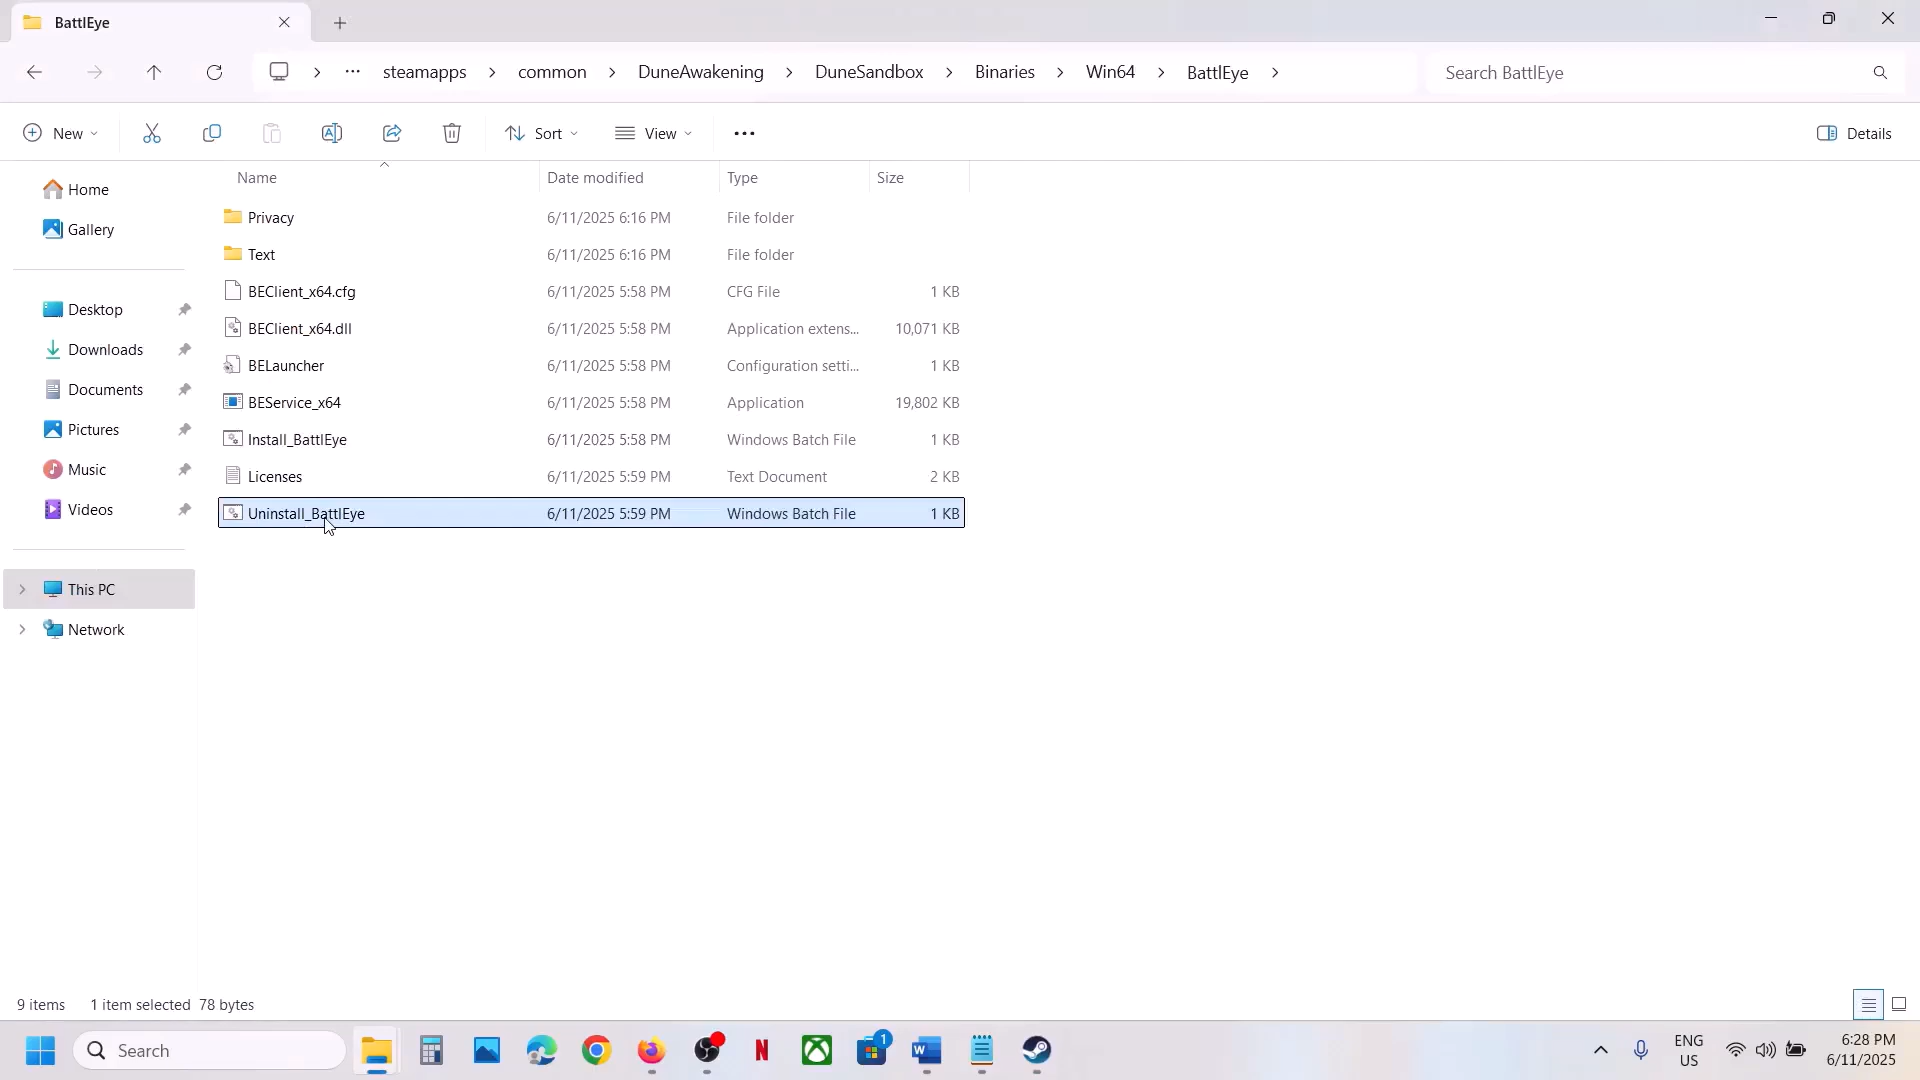 BattlEye
steamapps
common
DuneAwakening
DuneSandbox
Binaries
Win64
BattlEye
Search BattlEye
New
Sort
View
Details
Name
Date modified
Type
Size
Home
Gallery
Desktop
Downloads
Documents
Pictures
Music
Videos
This PC
Network
Privacy 6/11/2025 6:16 PM File folder
Text 6/11/2025 6:16 PM File folder
BEClient_x64.cfg 6/11/2025 5:58 PM CFG File 1 KB
BEClient_x64.dll 6/11/2025 5:58 PM Application extens... 10,071 KB
BELauncher 6/11/2025 5:58 PM Configuration setti... 1 KB
BEService_x64 6/11/2025 5:58 PM Application 19,802 KB
Install_BattlEye 6/11/2025 5:58 PM Windows Batch File 1 KB
Licenses 6/11/2025 5:59 PM Text Document 2 KB
Uninstall_BattlEye 6/11/2025 5:59 PM Windows Batch File 1 KB
9 items 1 item selected 78 bytes
Search
1
ENG
US
6:28 PM
6/11/2025